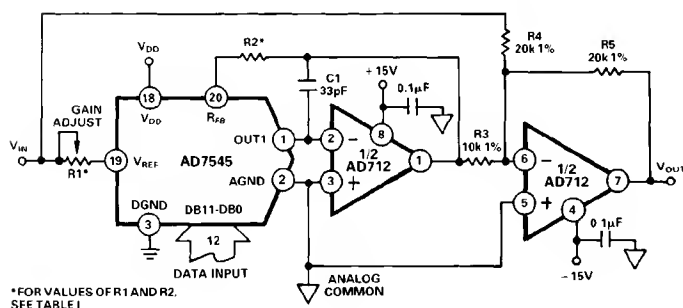 R4
20k 1%
R5
20k 1%
R2*
VDD
C1
33pF
+15V
0.1μF
GAIN
ADJUST
18
20
VDD
RFB
VIN
R1*
19
VREF
AD7545
OUT1
1
AGND
2
2
–
3
+
8
1/2
AD712
1
R3
10k 1%
6
–
5
+
1/2
AD712
7
VOUT
4
0.1μF
–15V
DGND
3
DB11-DB0
12
DATA INPUT
ANALOG
COMMON
*FOR VALUES OF R1 AND R2,
SEE TABLE I.